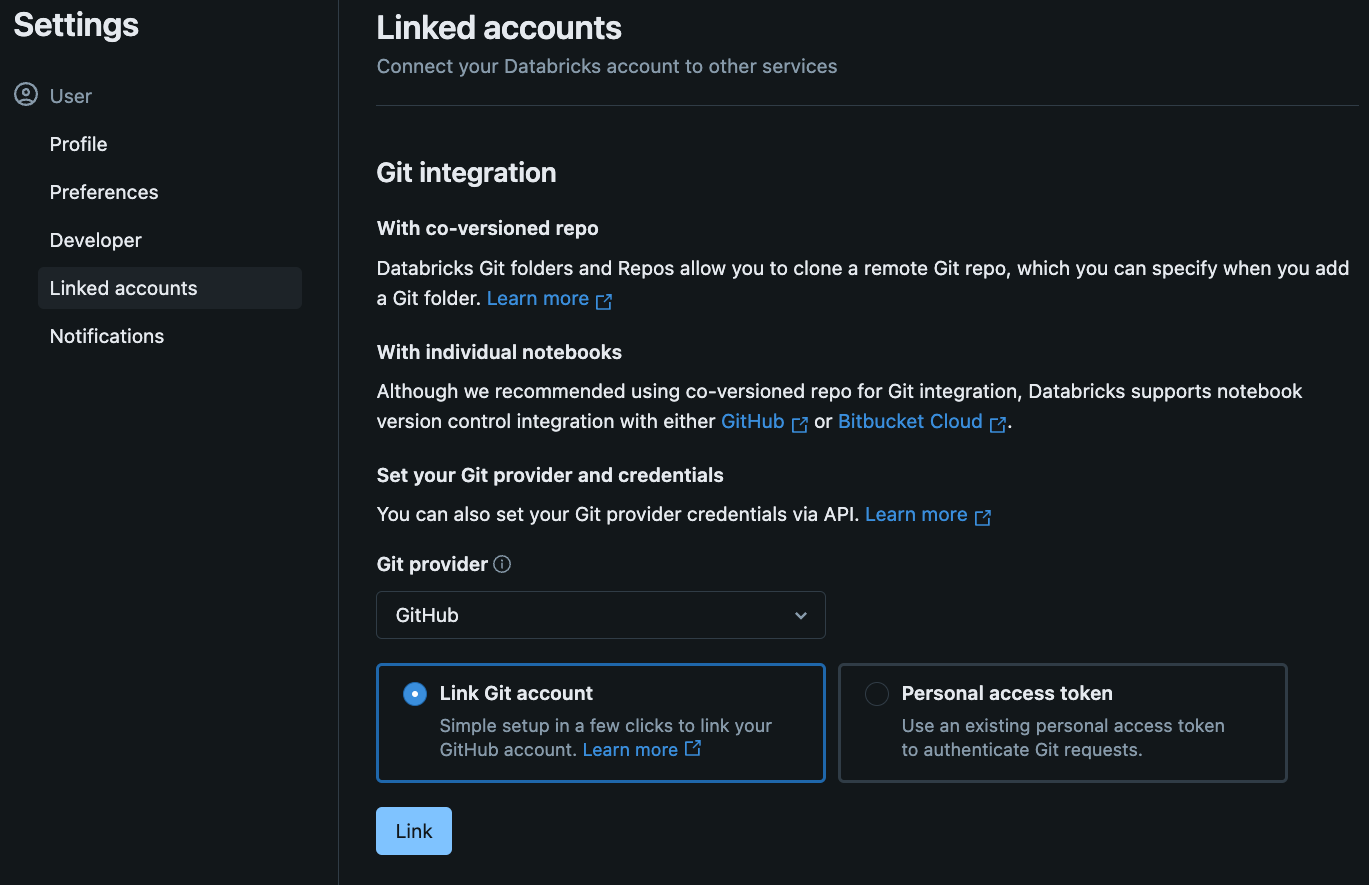 Settings
User
Profile
Preferences
Developer
Linked accounts
Notifications
Linked accounts
Connect your Databricks account to other services
Git integration
With co-versioned repo
Databricks Git folders and Repos allow you to clone a remote Git repo, which you can specify when you add
a Git folder. Learn more
With individual notebooks
Although we recommended using co-versioned repo for Git integration, Databricks supports notebook
version control integration with either GitHub or Bitbucket Cloud.
Set your Git provider and credentials
You can also set your Git provider credentials via API. Learn more
Git provider
GitHub
Link Git account
Simple setup in a few clicks to link your
GitHub account. Learn more
Personal access token
Use an existing personal access token
to authenticate Git requests.
Link